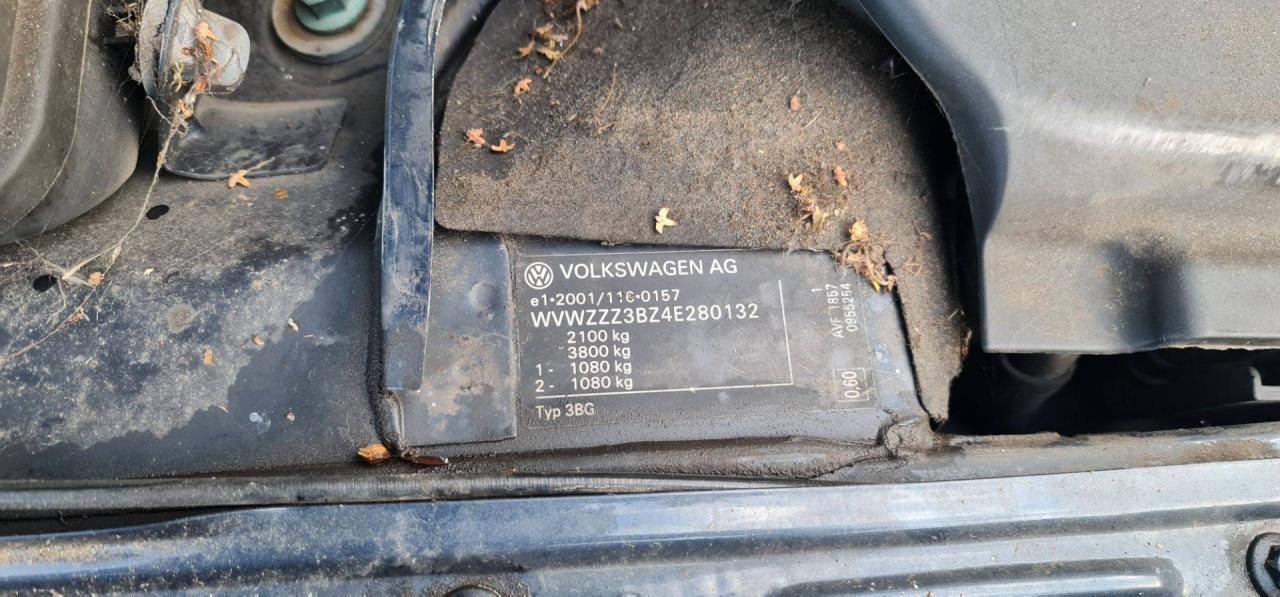 VOLKSWAGEN AG
e1•2001/116•0157
WVWZZZ3BZ4E280132
2100 kg
3800 kg
1- 1080 kg
2- 1080 kg
Typ 3BG
1
AVF 1857
0955254
0,60